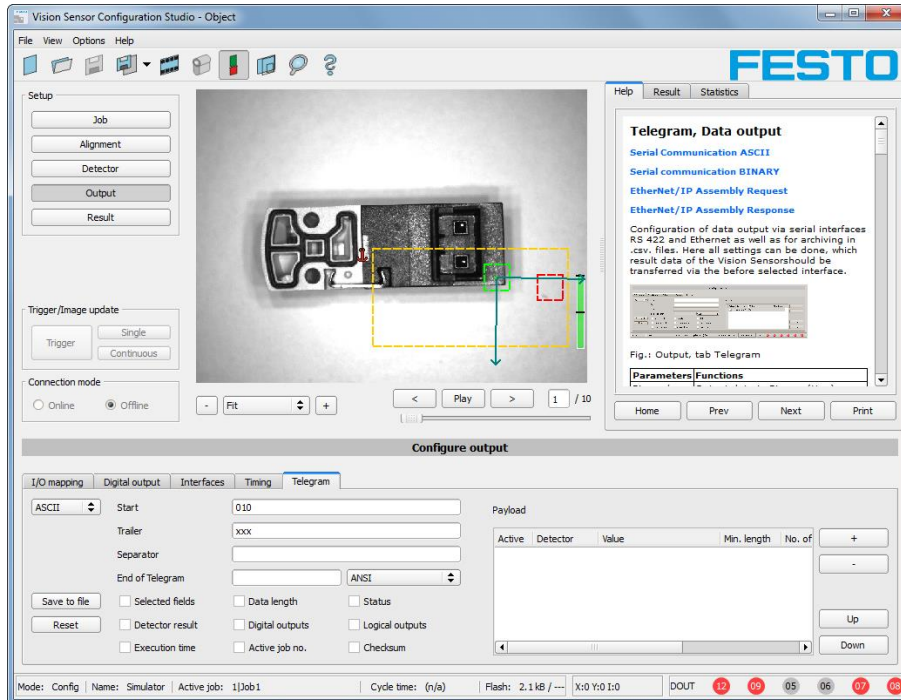 Vision Sensor Configuration Studio - Object
File View Options Help
FESTO
Setup
Job
Alignment
Detector
Output
Result
Trigger/Image update
Trigger
Single
Continuous
Connection mode
Online Offline
- Fit +
< Play > 1 / 10
Help Result Statistics
Telegram, Data output
Serial Communication ASCII
Serial communication BINARY
EtherNet/IP Assembly Request
EtherNet/IP Assembly Response
Configuration of data output via serial interfaces
RS 422 and Ethernet as well as for archiving in
.csv. files. Here all settings can be done, which
result data of the Vision Sensorshould be
transferred via the before selected interface.
Fig.: Output, tab Telegram
Parameters Functions
Home Prev Next Print
Configure output
I/O mapping Digital output Interfaces Timing Telegram
ASCII Start 010
Trailer xxx
Separator
End of Telegram ANSI
Save to file Selected fields Data length Status
Reset Detector result Digital outputs Logical outputs
Execution time Active job no. Checksum
Payload
Active Detector Value Min. length No. of
+
-
Up
Down
Mode: Config Name: Simulator Active job: 1|Job1 Cycle time: (n/a) Flash: 2.1 kB / --- X:0 Y:0 I:0 DOUT 12 09 05 06 07 08